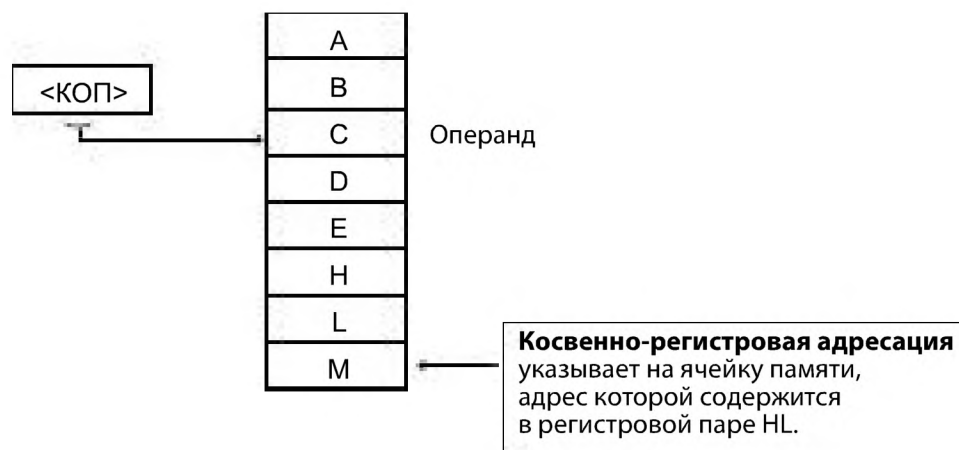 A
<КОП>
B
C
Операнд
D
E
H
L
M
Косвенно-регистровая адресация
указывает на ячейку памяти,
адрес которой содержится
в регистровой паре HL.